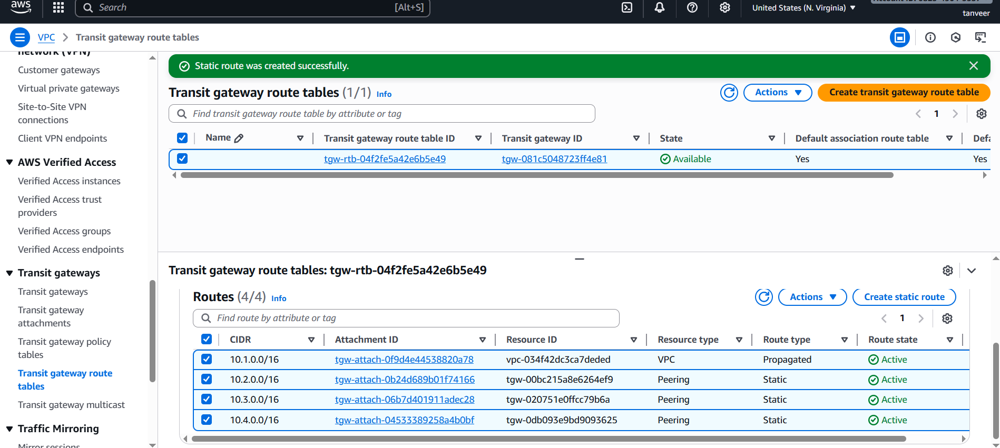 aws
Search
[Alt+S]
United States (N. Virginia)
tanveer
VPC
Transit gateway route tables
network (VPN)
Customer gateways
Virtual private gateways
Site-to-Site VPN
connections
Client VPN endpoints
AWS Verified Access
Verified Access instances
Verified Access trust
providers
Verified Access groups
Verified Access endpoints
Transit gateways
Transit gateways
Transit gateway
attachments
Transit gateway policy
tables
Transit gateway route
tables
Transit gateway multicast
Traffic Mirroring
Mirror sessions
Static route was created successfully.
Transit gateway route tables (1/1) Info
Actions
Create transit gateway route table
Find transit gateway route table by attribute or tag
1
Name Transit gateway route table ID Transit gateway ID State Default association route table Defa
tgw-rtb-04f2fe5a42e6b5e49 tgw-081c5048723ff4e81 Available Yes Yes
Transit gateway route tables: tgw-rtb-04f2fe5a42e6b5e49
Routes (4/4) Info
Actions
Create static route
Find route by attribute or tag
1
CIDR Attachment ID Resource ID Resource type Route type Route state
10.1.0.0/16 tgw-attach-0f9d4e44538820a78 vpc-034f42dc3ca7deded VPC Propagated Active
10.2.0.0/16 tgw-attach-0b24d689b01f74166 tgw-00bc215a8e6264ef9 Peering Static Active
10.3.0.0/16 tgw-attach-06b7d401911adec28 tgw-020751e0ffcc79b6a Peering Static Active
10.4.0.0/16 tgw-attach-04533389258a4b0bf tgw-0db093e9bd9093625 Peering Static Active